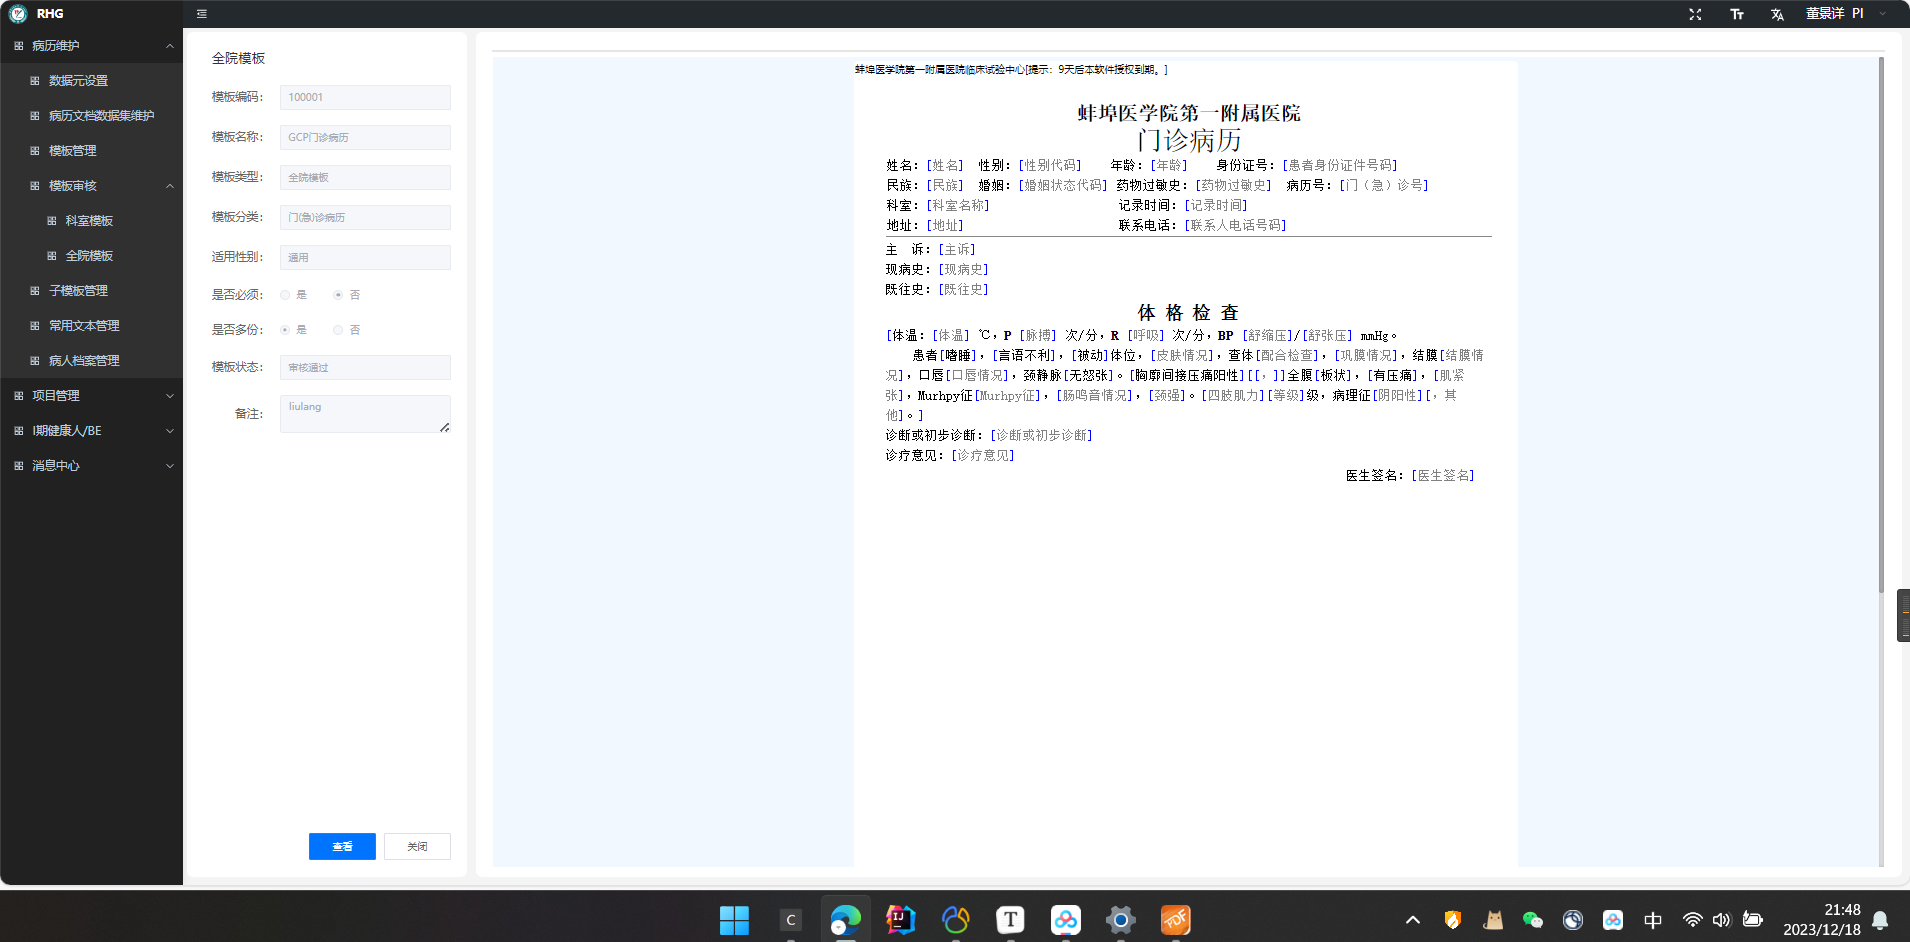 RHG
董景洋 PI
病历维护
数据元设置
病历文档数据集维护
模板管理
模板审核
科室模板
全院模板
子模板管理
常用文本管理
病人档案管理
项目管理
I期健康人/BE
消息中心
全院模板
模板编码： 100001
模板名称： GCP门诊病历
模板类型： 全院模板
模板分类： 门(急)诊病历
适用性别： 通用
是否必须： 是 否
是否多份： 是 否
模板状态： 审核通过
备注： liulang
查看 关闭
蚌埠医学院第一附属医院临床试验中心[提示：9天后本软件授权到期。]
蚌埠医学院第一附属医院
门诊病历
姓名：[姓名] 性别：[性别代码] 年龄：[年龄] 身份证号：[患者身份证件号码]
民族：[民族] 婚姻：[婚姻状态代码] 药物过敏史：[药物过敏史] 病历号：[门（急）诊号]
科室：[科室名称] 记录时间：[记录时间]
地址：[地址] 联系电话：[联系人电话号码]
主 诉：[主诉]
现病史：[现病史]
既往史：[既往史]
体 格 检 查
[体温：[体温] ℃，P [脉搏] 次/分，R [呼吸] 次/分，BP [舒缩压]/[舒张压] mmHg。
患者[嗜睡]，[言语不利]，[被动]体位，[皮肤情况]，查体[配合检查]，[巩膜情况]，结膜[结膜情
况]，口唇[口唇情况]，颈静脉[无怒张]。[胸廓间接压痛阳性][[，]]全腹[板状]，[有压痛]，[肌紧
张]，Murhpy征[Murhpy征]，[肠鸣音情况]，[颈强]。[四肢肌力][等级]级，病理征[阴阳性][，其
他]。]
诊断或初步诊断：[诊断或初步诊断]
诊疗意见：[诊疗意见]
医生签名：[医生签名]
中
21:48
2023/12/18